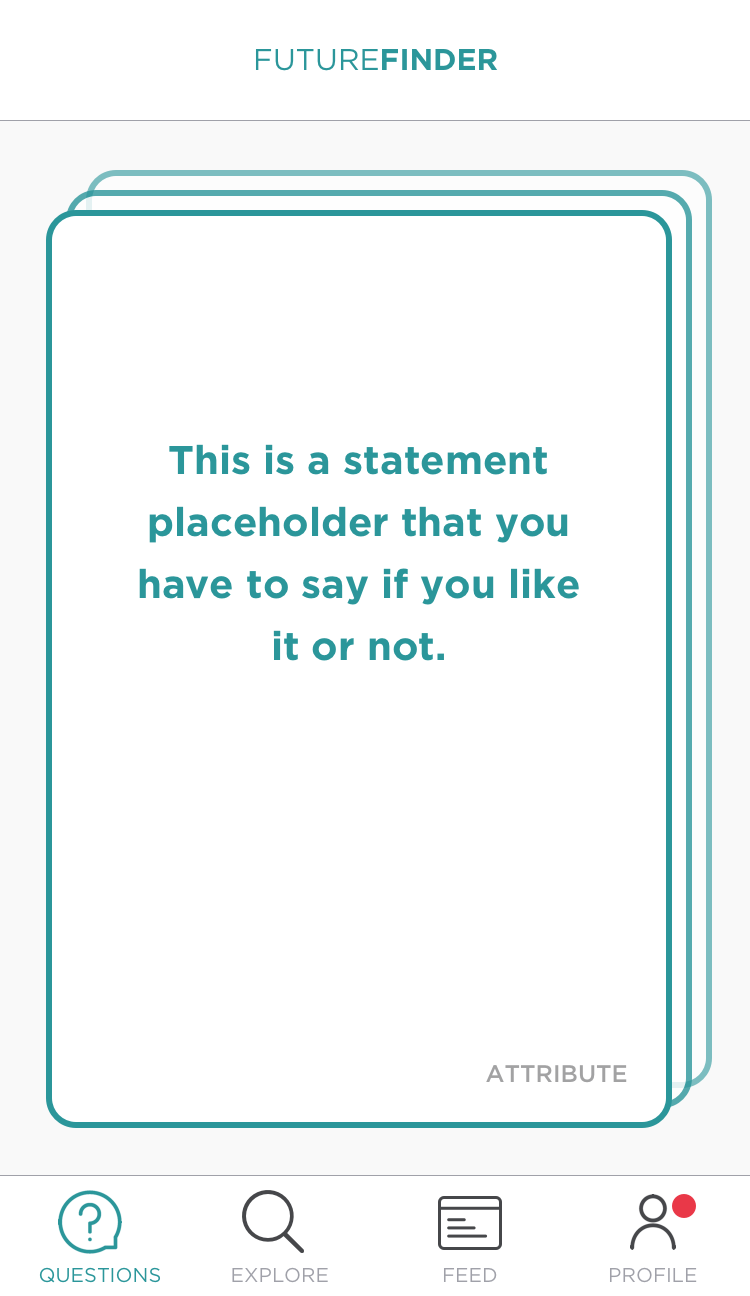 FUTUREFINDER
This is a statement
placeholder that you
have to say if you like
it or not.
ATTRIBUTE
QUESTIONS
EXPLORE
FEED
PROFILE